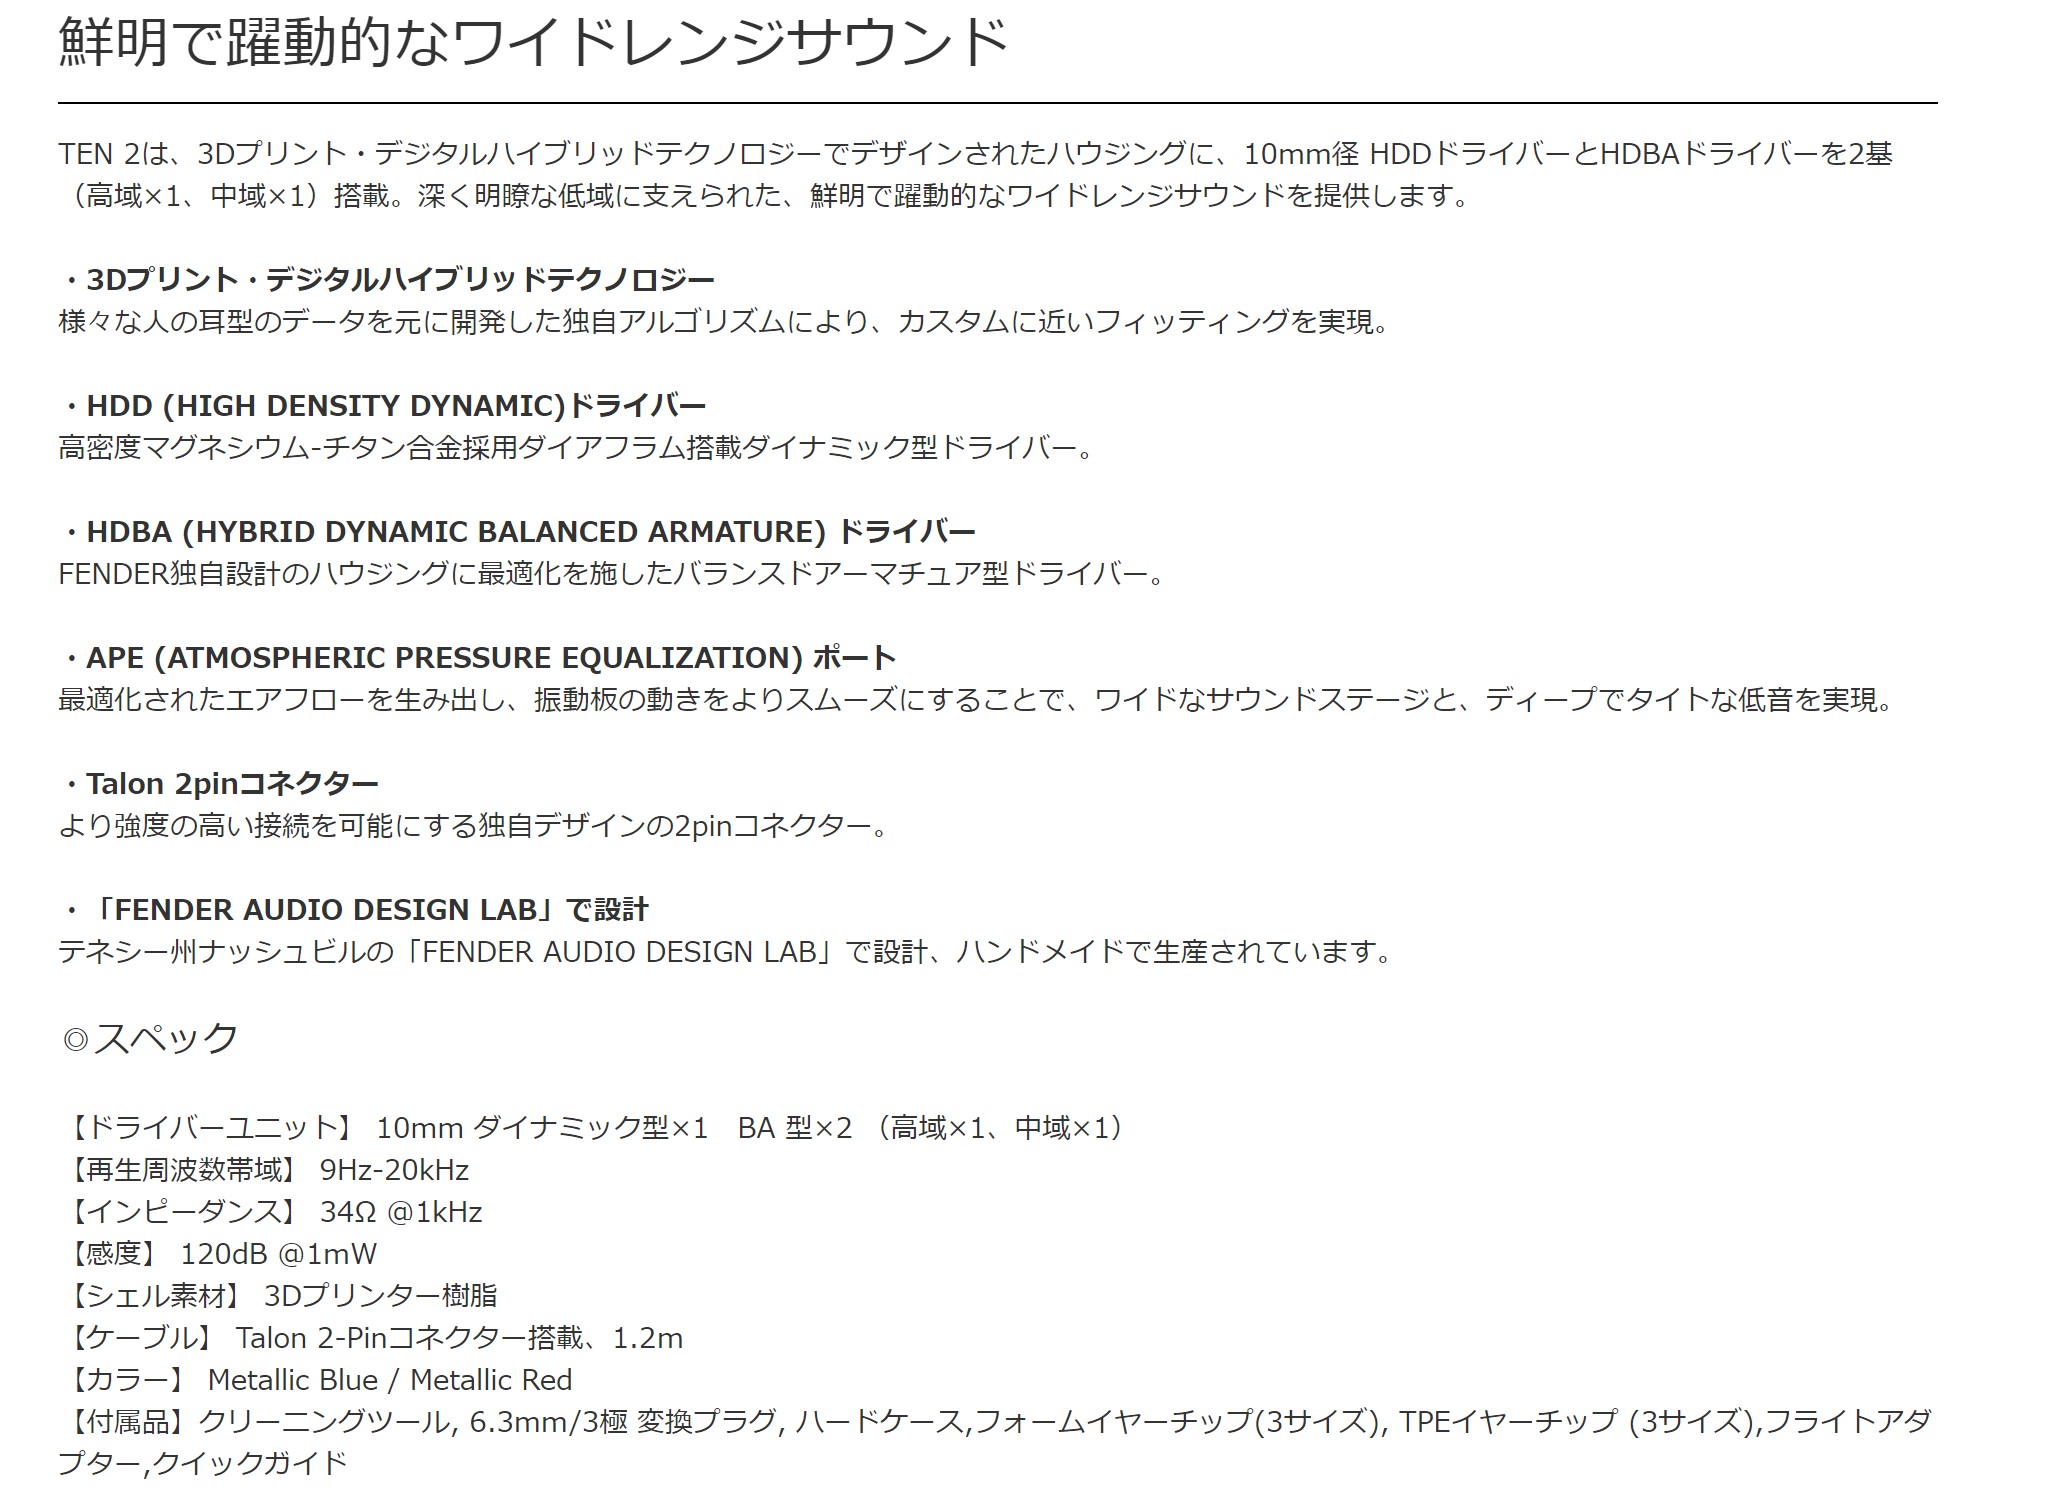 鮮明で躍動的なワイドレンジサウンド
TEN 2は、3Dプリント・デジタルハイブリッドテクノロジーでデザインされたハウジングに、10mm径 HDDドライバーとHDBAドライバーを2基
（高域×1、中域×1）搭載。深く明瞭な低域に支えられた、鮮明で躍動的なワイドレンジサウンドを提供します。
・3Dプリント・デジタルハイブリッドテクノロジー
様々な人の耳型のデータを元に開発した独自アルゴリズムにより、カスタムに近いフィッティングを実現。
・HDD (HIGH DENSITY DYNAMIC)ドライバー
高密度マグネシウム-チタン合金採用ダイアフラム搭載ダイナミック型ドライバー。
・HDBA (HYBRID DYNAMIC BALANCED ARMATURE) ドライバー
FENDER独自設計のハウジングに最適化を施したバランスドアーマチュア型ドライバー。
・APE (ATMOSPHERIC PRESSURE EQUALIZATION) ポート
最適化されたエアフローを生み出し、振動板の動きをよりスムーズにすることで、ワイドなサウンドステージと、ディープでタイトな低音を実現。
・Talon 2pinコネクター
より強度の高い接続を可能にする独自デザインの2pinコネクター。
・「FENDER AUDIO DESIGN LAB」で設計
テネシー州ナッシュビルの「FENDER AUDIO DESIGN LAB」で設計、ハンドメイドで生産されています。
◎スペック
【ドライバーユニット】 10mm ダイナミック型×1　BA 型×2 （高域×1、中域×1）
【再生周波数帯域】 9Hz-20kHz
【インピーダンス】 34Ω @1kHz
【感度】 120dB @1mW
【シェル素材】 3Dプリンター樹脂
【ケーブル】 Talon 2-Pinコネクター搭載、1.2m
【カラー】 Metallic Blue / Metallic Red
【付属品】クリーニングツール, 6.3mm/3極 変換プラグ, ハードケース,フォームイヤーチップ(3サイズ), TPEイヤーチップ (3サイズ),フライトアダ
プター,クイックガイド